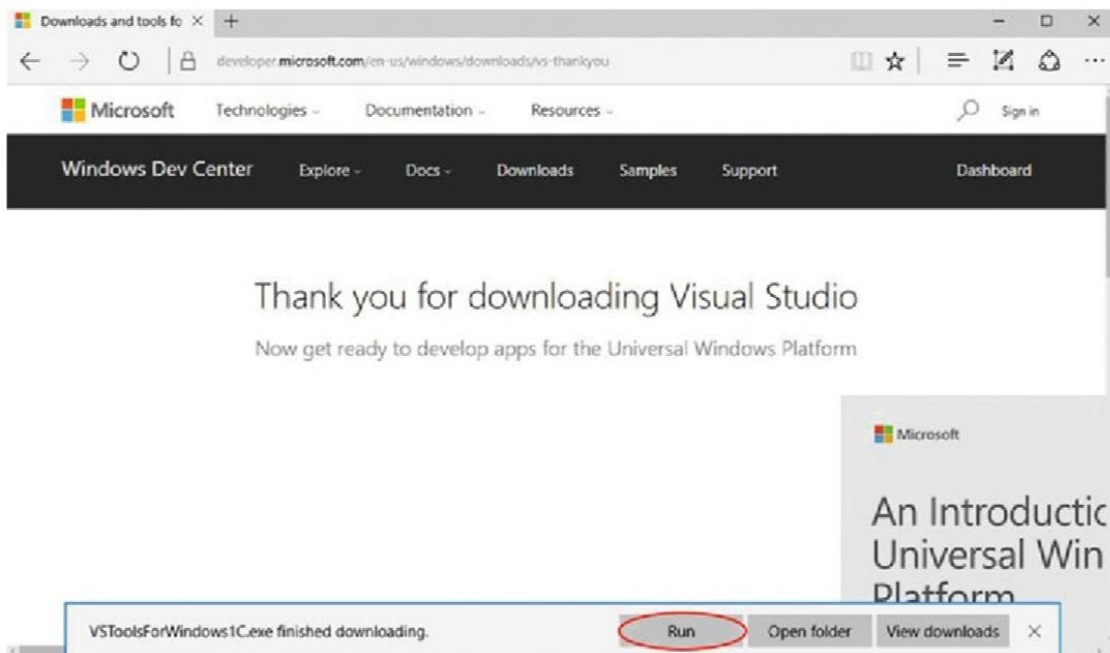 Downloads and tools fo
developer.microsoft.com/en-us/windows/downloads/vs-thankyou
Microsoft Technologies Documentation Resources Sign in
Windows Dev Center Explore Docs Downloads Samples Support Dashboard
Thank you for downloading Visual Studio
Now get ready to develop apps for the Universal Windows Platform
Microsoft
An Introductic
Universal Win
Platform
VSToolsForWindows1C.exe finished downloading. Run Open folder View downloads